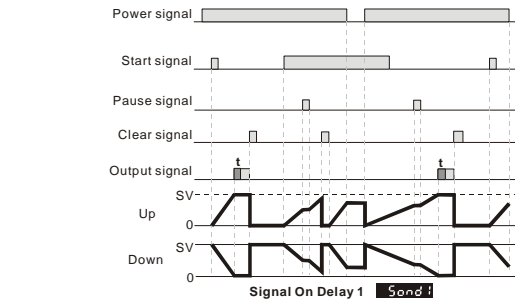 Power signal
Start signal
Pause signal
Clear signal
Output signal
t
t
SV
Up
0
SV
Down
0
Signal On Delay 1 Sond1